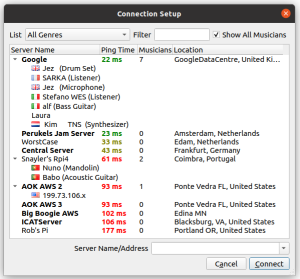 Connection Setup
List All Genres Filter Show All Musicians
Server Name Ping Time Musicians Location
Google 22 ms 7 GoogleDataCentre, United Ki...
Jez (Drum Set)
SARKA (Listener)
Jez (Microphone)
Stefano WES (Listener)
alf (Bass Guitar)
Laura
Kim TNS (Synthesizer)
Perukels Jam Server 23 ms 0 Amsterdam, Netherlands
WorstCase 33 ms 0 Edam, Netherlands
Central Server 43 ms 0 Frankfurt, Germany
Snayler's Rpi4 61 ms 2 Coimbra, Portugal
Nuno (Mandolin)
Babo (Acoustic Guitar)
AOK AWS 2 93 ms 1 Ponte Vedra FL, United States
199.73.106.x
AOK AWS 3 93 ms 0 Ponte Vedra FL, United States
Big Boogie AWS 102 ms 0 Edina MN
ICATServer 106 ms 0 Blacksburg, VA, United States
Rob's Pi 177 ms 0 Portland OR, United States
Server Name/Address
Cancel Connect